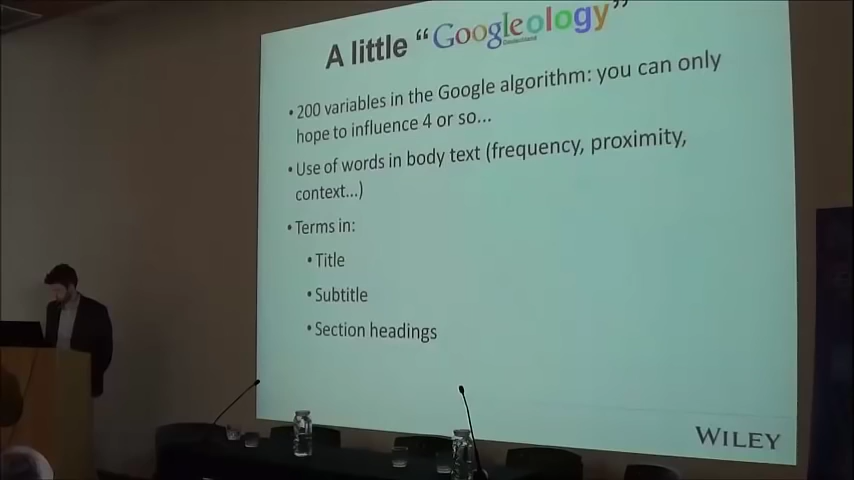 A little “Googleology”
Deutschland
• 200 variables in the Google algorithm: you can only
hope to influence 4 or so...
• Use of words in body text (frequency, proximity,
context...)
• Terms in:
• Title
• Subtitle
• Section headings
WILEY